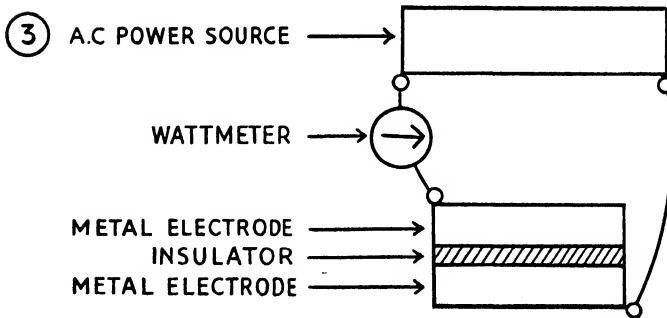 3 A.C POWER SOURCE
WATTMETER
METAL ELECTRODE
INSULATOR
METAL ELECTRODE